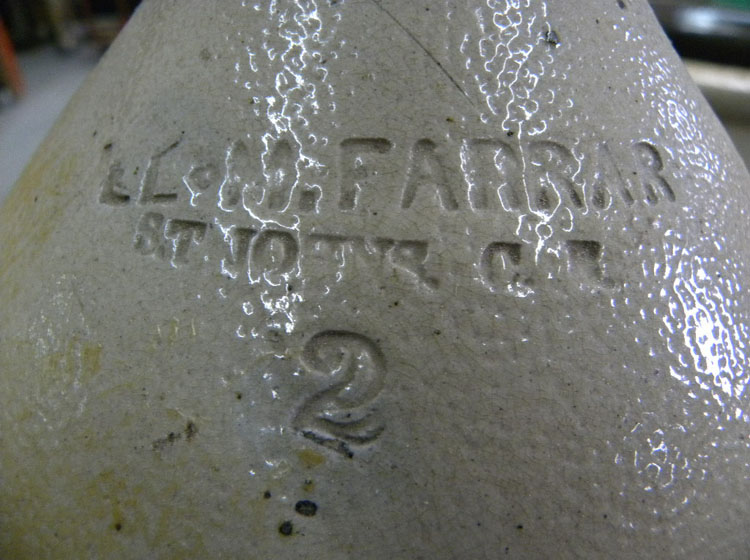 E L • M. FARRAR
ST JOHNS, C. E.
2